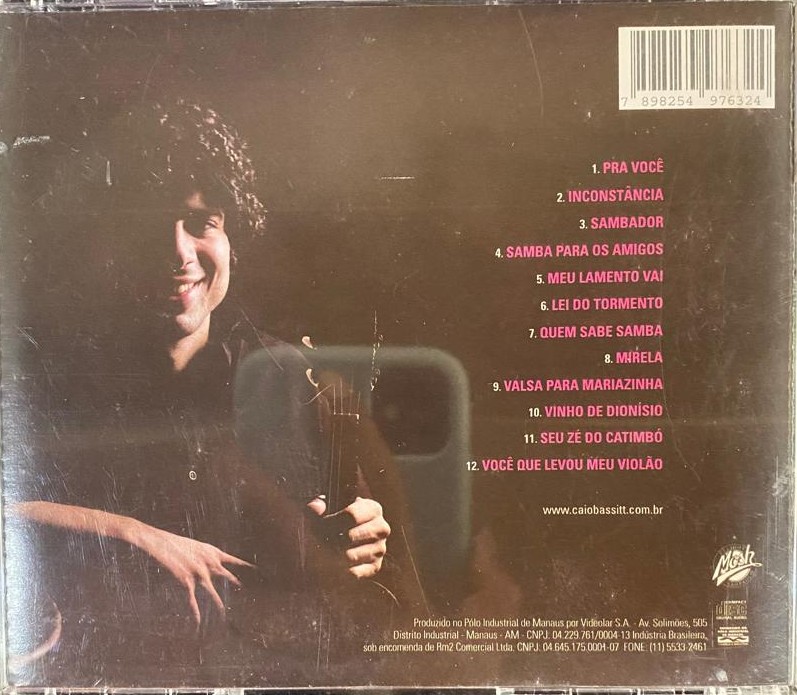 7 898254 976324
1. PRA VOCÊ
2. INCONSTÂNCIA
3. SAMBADOR
4. SAMBA PARA OS AMIGOS
5. MEU LAMENTO VAI
6. LEI DO TORMENTO
7. QUEM SABE SAMBA
8. MIRELA
9. VALSA PARA MARIAZINHA
10. VINHO DE DIONÍSIO
11. SEU ZÉ DO CATIMBÓ
12. VOCÊ QUE LEVOU MEU VIOLÃO
www.caiobassitt.com.br
Mosh
COMPACT
DIGITAL AUDIO
Produzido no Pólo Industrial de Manaus por Videolar S.A. - Av. Solimões, 505
Distrito Industrial - Manaus - AM - CNPJ. 04.229.761/0004-13 Indústria Brasileira,
sob encomenda de Rm2 Comercial Ltda. CNPJ. 04.645.175.0001-07 FONE: (11) 5533-2461